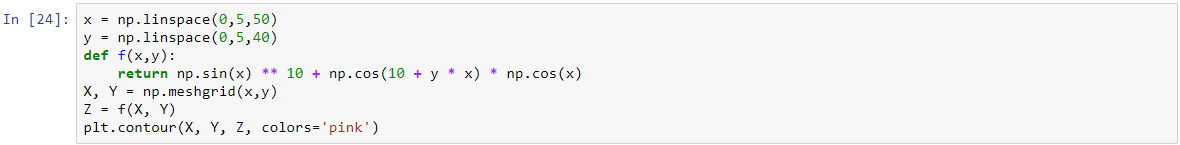 In [24]: x = np.linspace(0,5,50)
y = np.linspace(0,5,40)
def f(x,y):
    return np.sin(x) ** 10 + np.cos(10 + y * x) * np.cos(x)
X, Y = np.meshgrid(x,y)
Z = f(X, Y)
plt.contour(X, Y, Z, colors='pink')